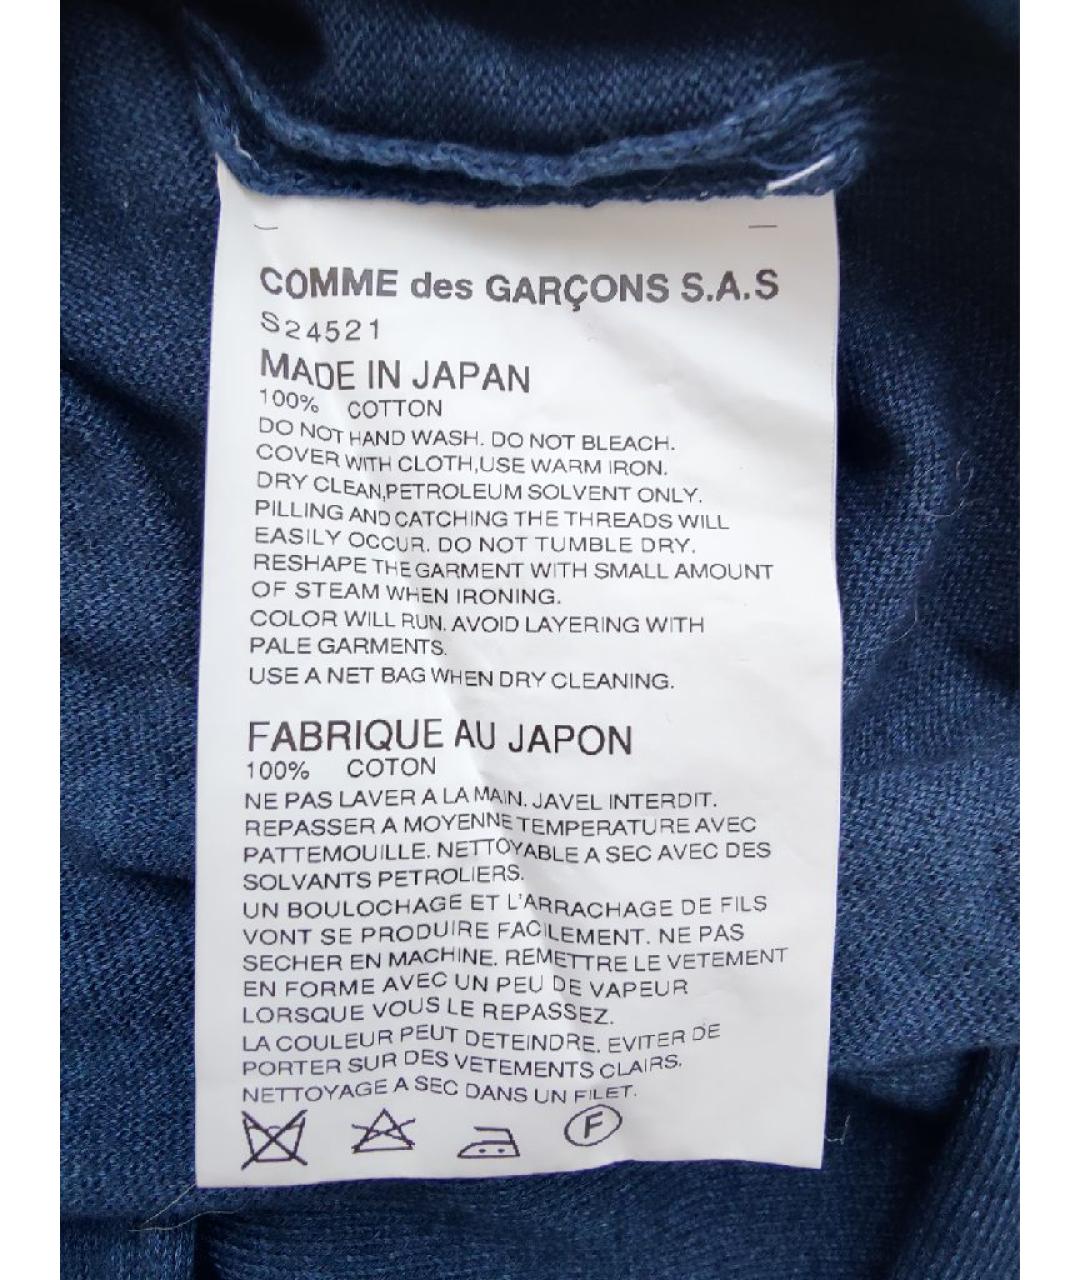 COMME des GARÇONS S.A.S
S24521
MADE IN JAPAN
100% COTTON
DO NOT HAND WASH. DO NOT BLEACH.
COVER WITH CLOTH,USE WARM IRON.
DRY CLEAN,PETROLEUM SOLVENT ONLY.
PILLING AND CATCHING THE THREADS WILL
EASILY OCCUR. DO NOT TUMBLE DRY.
RESHAPE THE GARMENT WITH SMALL AMOUNT
OF STEAM WHEN IRONING.
COLOR WILL RUN. AVOID LAYERING WITH
PALE GARMENTS.
USE A NET BAG WHEN DRY CLEANING.
FABRIQUE AU JAPON
100% COTON
NE PAS LAVER A LA MAIN. JAVEL INTERDIT.
REPASSER A MOYENNE TEMPERATURE AVEC
PATTEMOUILLE. NETTOYABLE A SEC AVEC DES
SOLVANTS PETROLIERS.
UN BOULOCHAGE ET L'ARRACHAGE DE FILS
VONT SE PRODUIRE FACILEMENT. NE PAS
SECHER EN MACHINE. REMETTRE LE VETEMENT
EN FORME AVEC UN PEU DE VAPEUR
LORSQUE VOUS LE REPASSEZ.
LA COULEUR PEUT DETEINDRE. EVITER DE
PORTER SUR DES VETEMENTS CLAIRS.
NETTOYAGE A SEC DANS UN FILET.
F